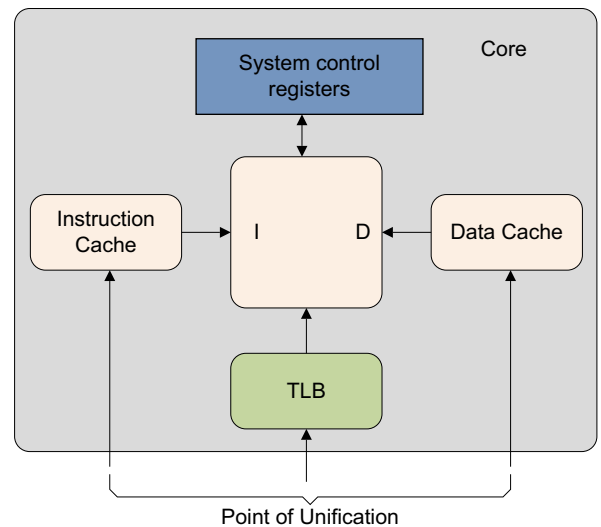 Core
System control
registers
Instruction
Cache
I
D
Data Cache
TLB
Point of Unification